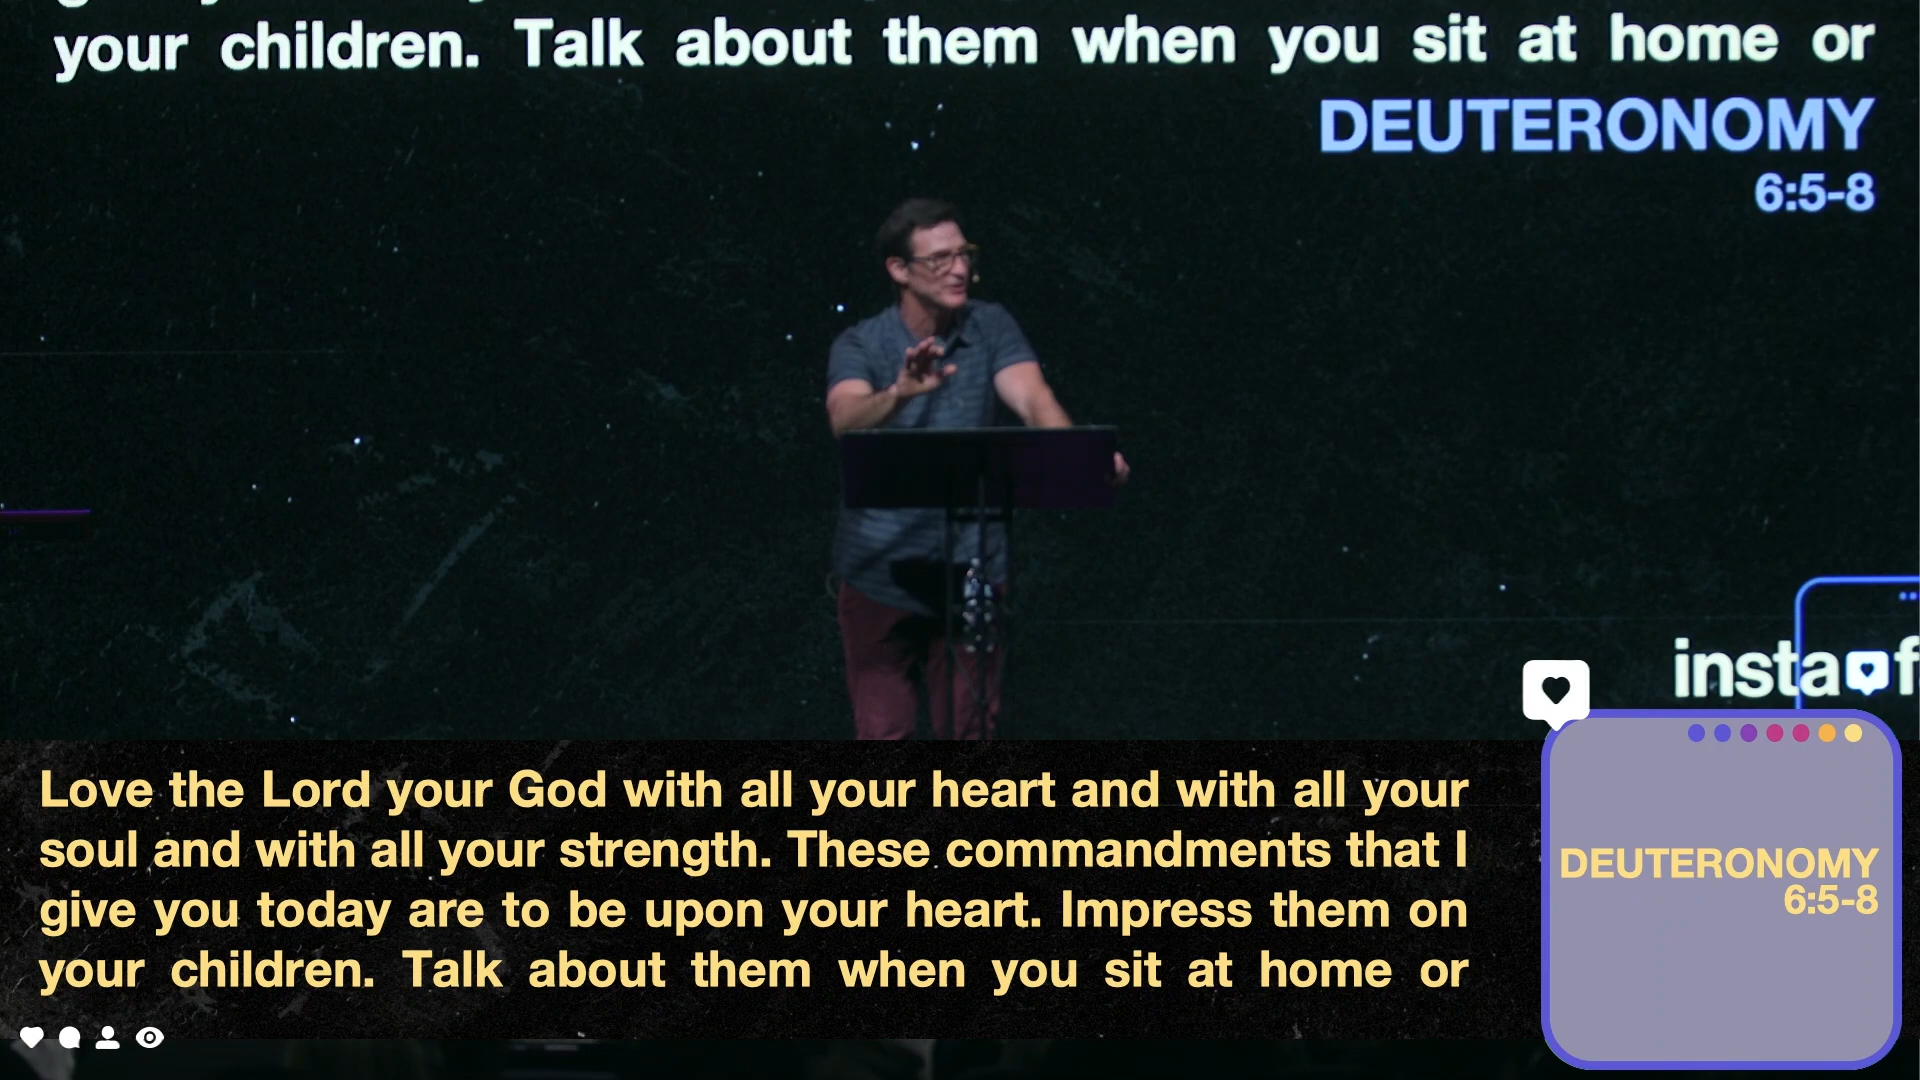 your children. Talk about them when you sit at home or
DEUTERONOMY
6:5-8
insta f
Love the Lord your God with all your heart and with all your
soul and with all your strength. These commandments that I
give you today are to be upon your heart. Impress them on
your children. Talk about them when you sit at home or
DEUTERONOMY
6:5-8